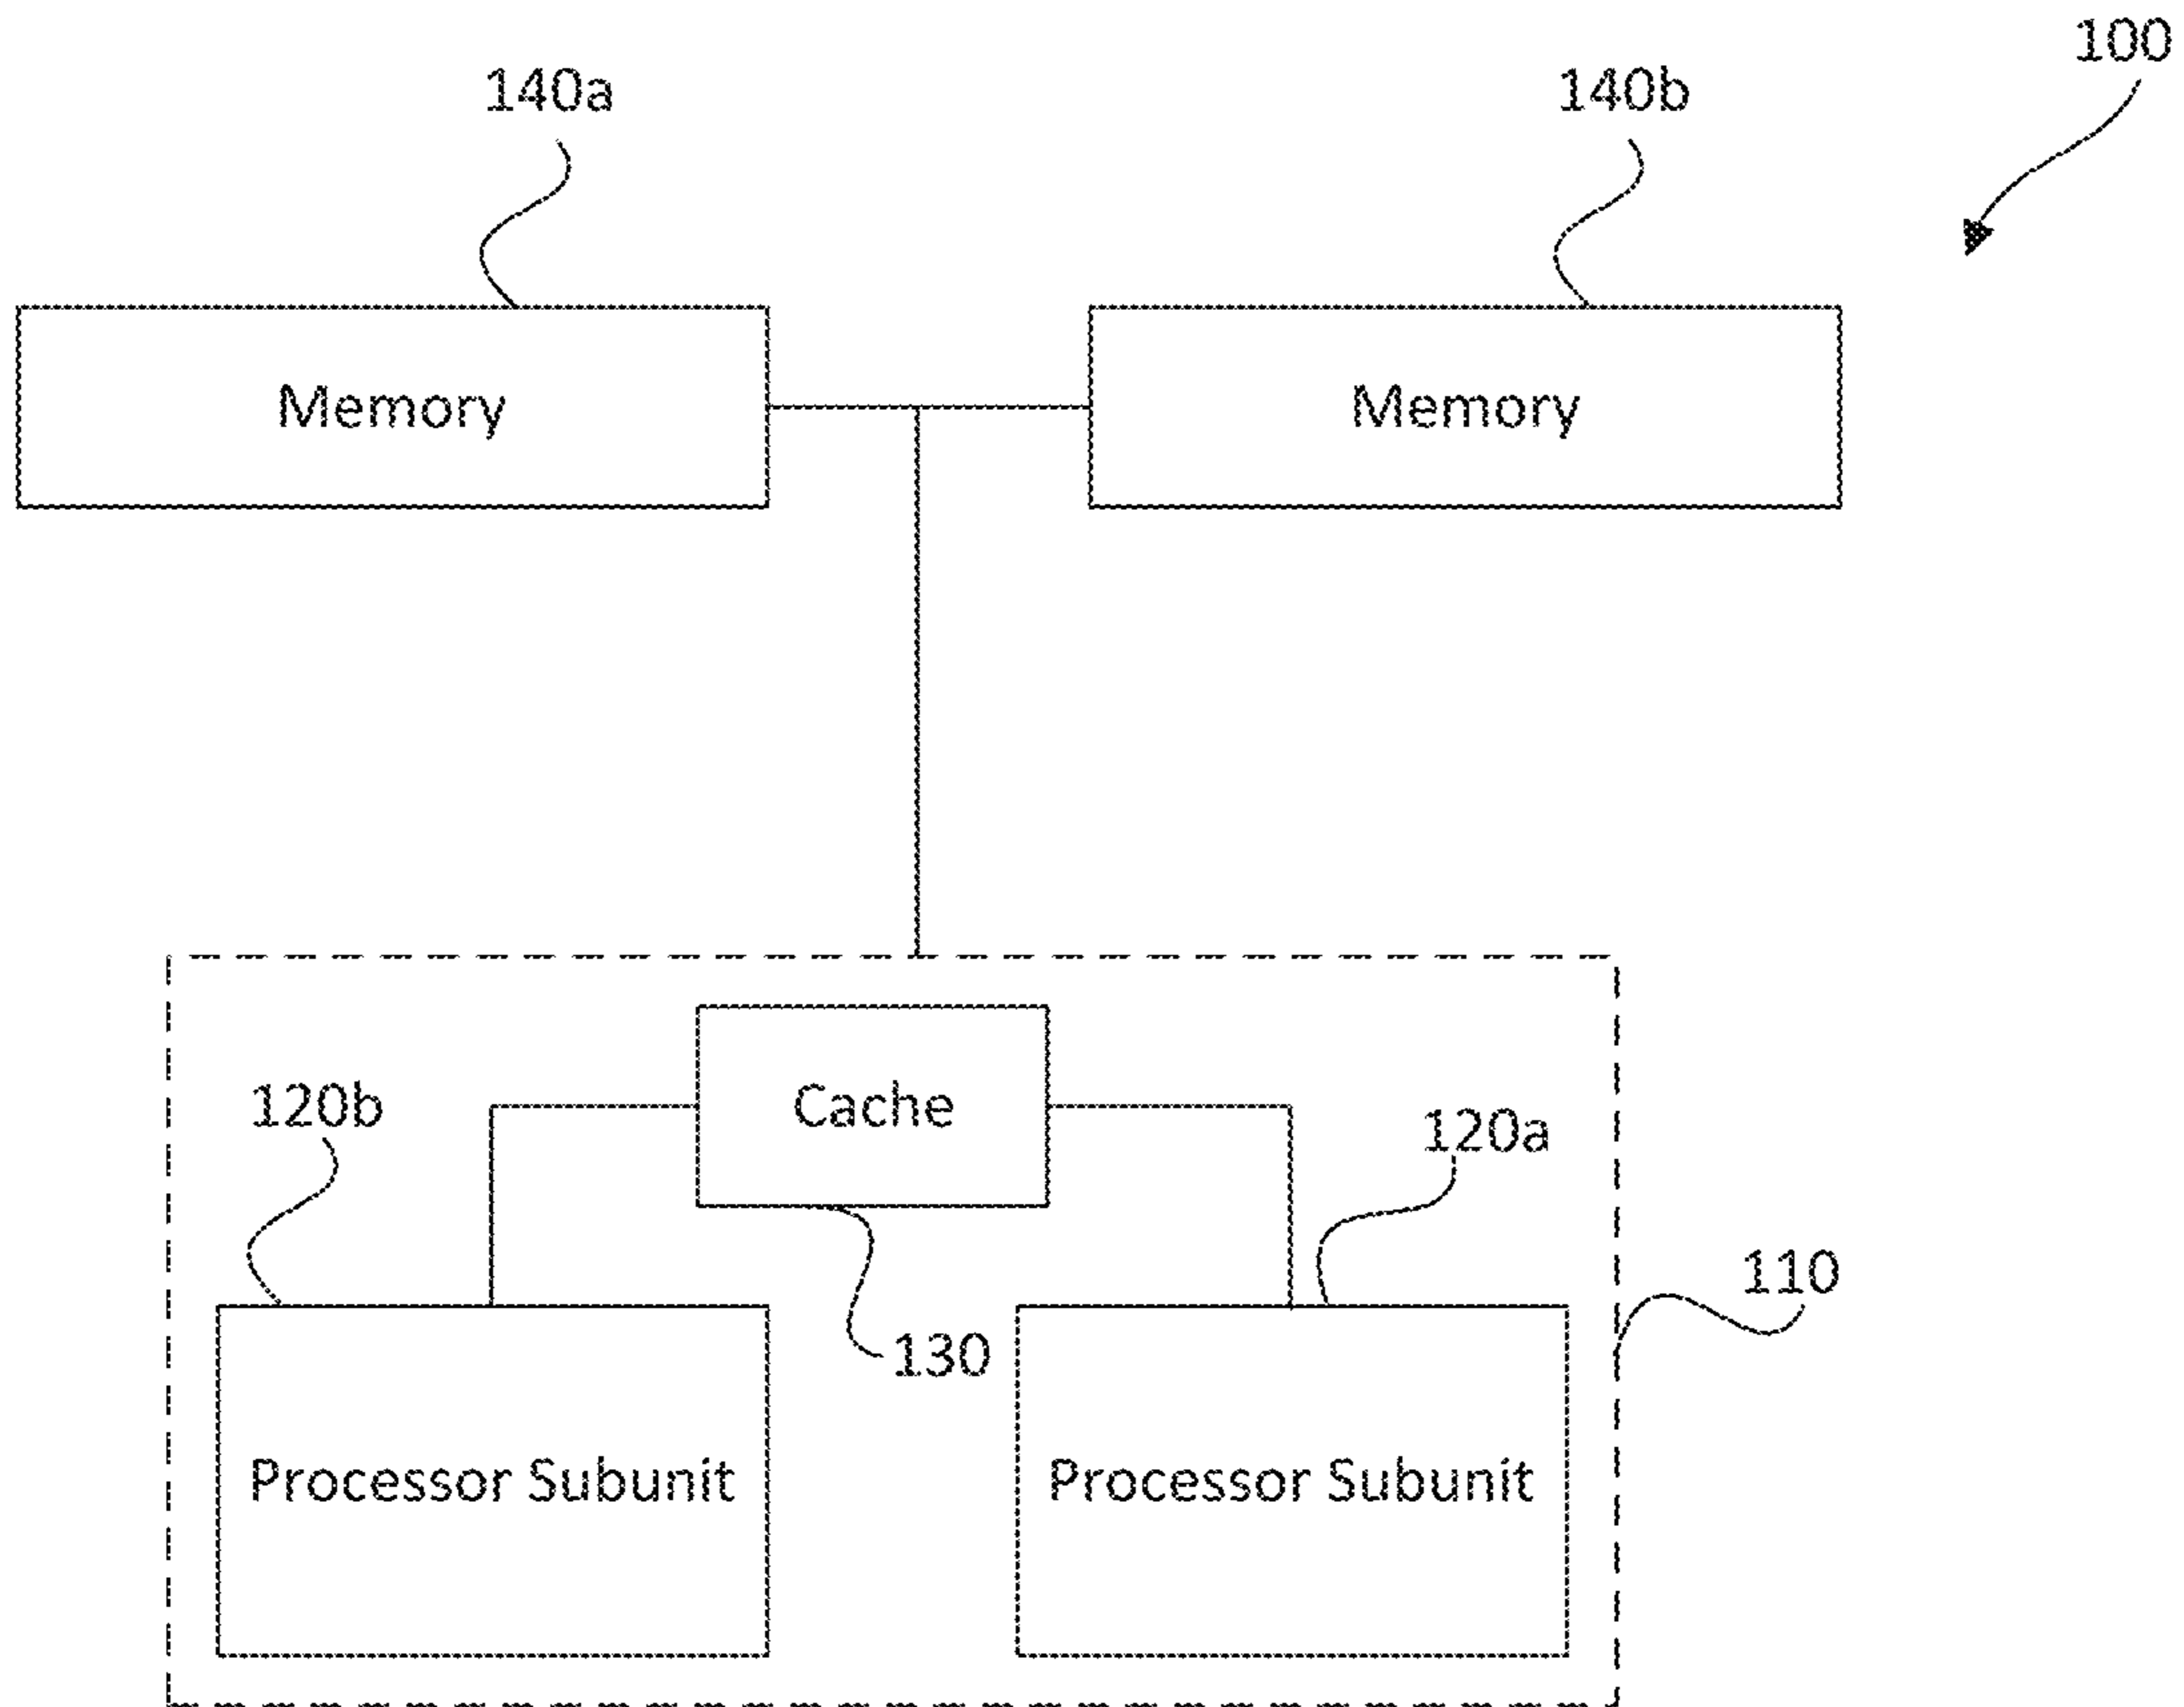 100
140a
140b
Memory
Memory
Cache
120b
120a
110
130
Processor Subunit
Processor Subunit